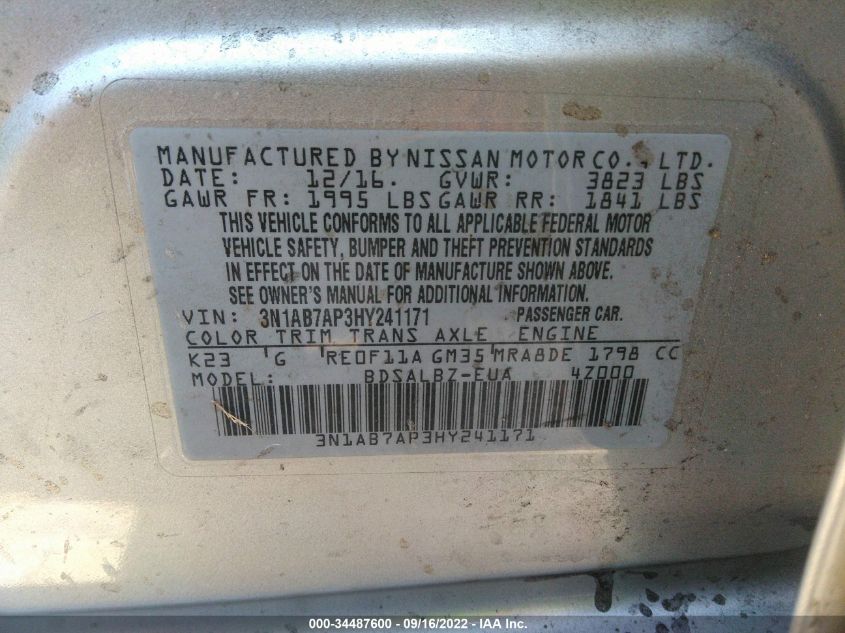 MANUFACTURED BY NISSAN MOTOR CO., LTD.
DATE: 12/16. GVWR: 3823 LBS
GAWR FR: 1995 LBS GAWR RR: 1841 LBS
THIS VEHICLE CONFORMS TO ALL APPLICABLE FEDERAL MOTOR
VEHICLE SAFETY, BUMPER AND THEFT PREVENTION STANDARDS
IN EFFECT ON THE DATE OF MANUFACTURE SHOWN ABOVE.
SEE OWNER'S MANUAL FOR ADDITIONAL INFORMATION.
VIN: 3N1AB7AP3HY241171 PASSENGER CAR.
COLOR TRIM TRANS AXLE ENGINE
K23 'G 'RE0F11A GM35'MRA8DE 1798 CC
MODEL: BDSALBZ-EUA 4Z000
3N1AB7AP3HY241171
000-34487600 - 09/16/2022 - IAA Inc.